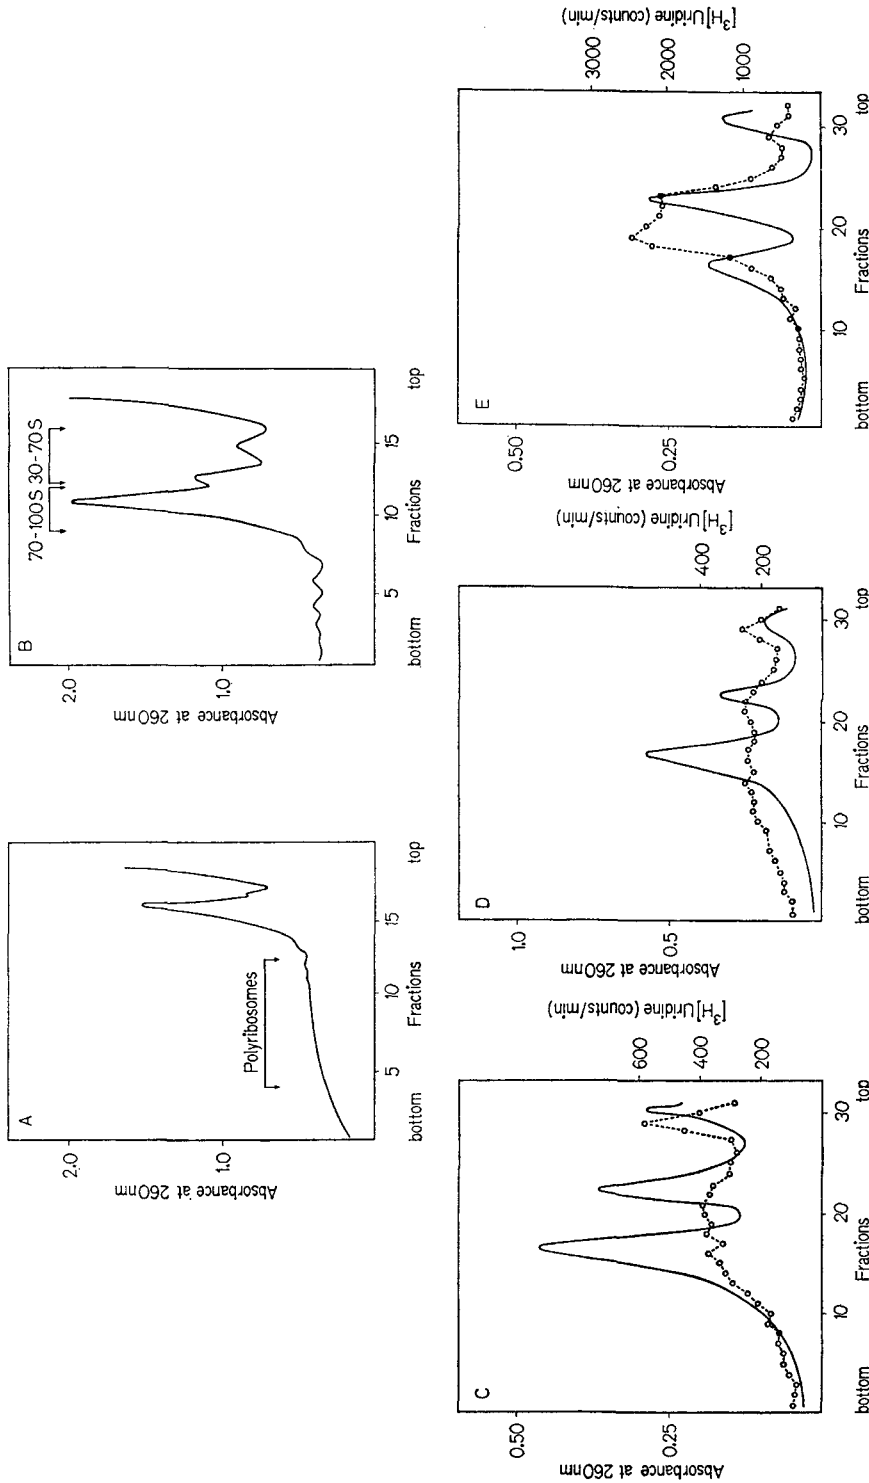 A
2.0
1.0
Absorbance at 260nm
Polyribosomes
5
10
15
bottom
Fractions
top
B
2.0
1.0
Absorbance at 260nm
70-100S
30-70S
5
10
15
bottom
Fractions
top
C
0.50
0.25
Absorbance at 260nm
600
400
200
[³H]Uridine (counts/min)
10
20
30
bottom
Fractions
top
D
1.0
0.5
Absorbance at 260nm
400
200
[³H]Uridine (counts/min)
10
20
30
bottom
Fractions
top
E
0.50
0.25
Absorbance at 260nm
3000
2000
1000
[³H]Uridine (counts/min)
10
20
30
bottom
Fractions
top